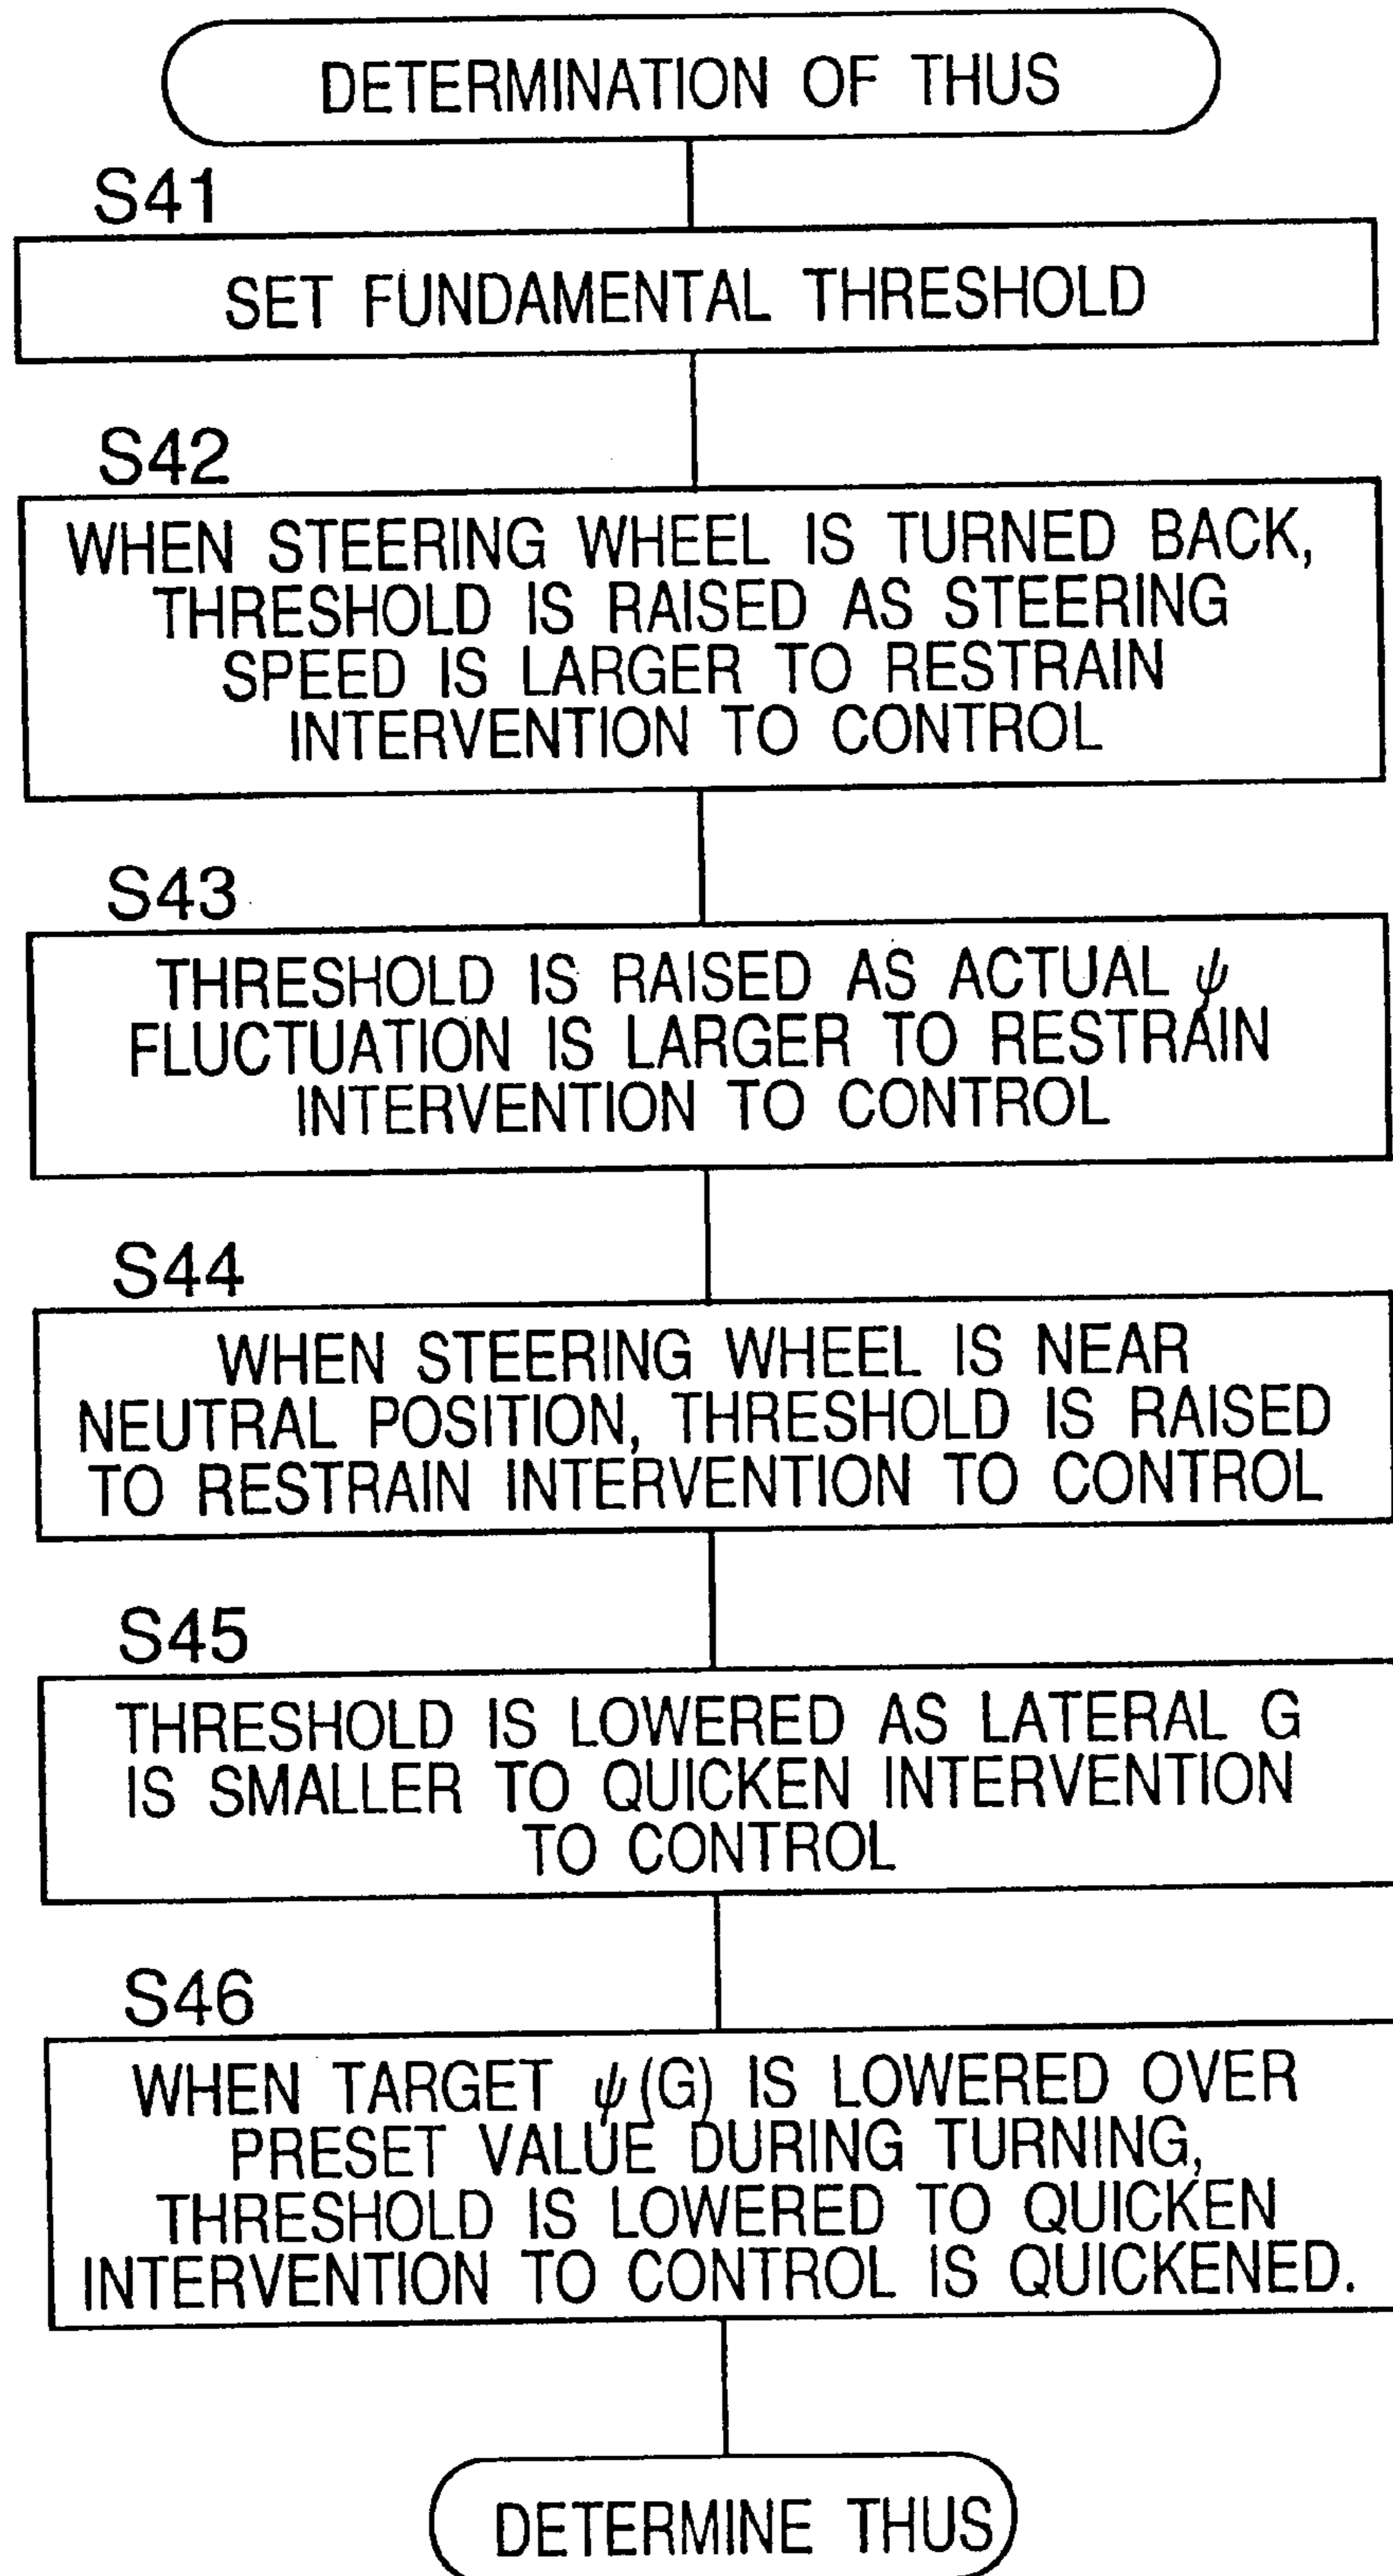 DETERMINATION OF THUS
S41
SET FUNDAMENTAL THRESHOLD
S42
WHEN STEERING WHEEL IS TURNED BACK,
THRESHOLD IS RAISED AS STEERING
SPEED IS LARGER TO RESTRAIN
INTERVENTION TO CONTROL
S43
THRESHOLD IS RAISED AS ACTUAL ψ
FLUCTUATION IS LARGER TO RESTRAIN
INTERVENTION TO CONTROL
S44
WHEN STEERING WHEEL IS NEAR
NEUTRAL POSITION, THRESHOLD IS RAISED
TO RESTRAIN INTERVENTION TO CONTROL
S45
THRESHOLD IS LOWERED AS LATERAL G
IS SMALLER TO QUICKEN INTERVENTION
TO CONTROL
S46
WHEN TARGET ψ(G) IS LOWERED OVER
PRESET VALUE DURING TURNING,
THRESHOLD IS LOWERED TO QUICKEN
INTERVENTION TO CONTROL IS QUICKENED.
DETERMINE THUS